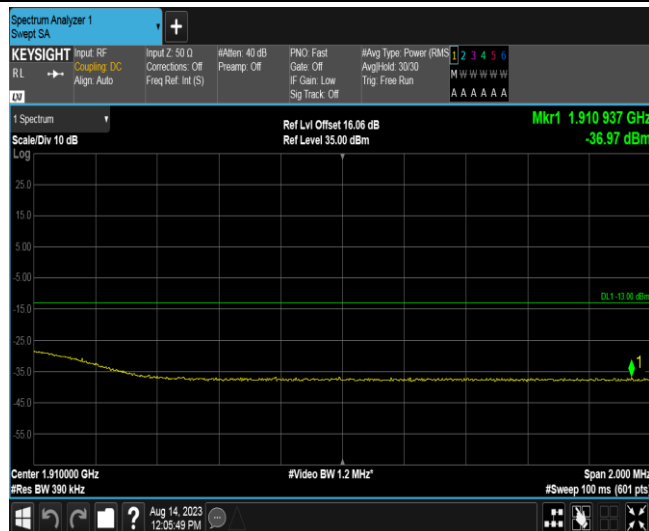 Spectrum Analyzer 1
Swept SA
KEYSIGHT
RL
LXI
Input: RF
Coupling: DC
Align: Auto
Input Z: 50 Ω
Corrections: Off
Freq Ref: Int (S)
#Atten: 40 dB
Preamp: Off
PNO: Fast
Gate: Off
IF Gain: Low
Sig Track: Off
#Avg Type: Power (RMS
Avg|Hold: 30/30
Trig: Free Run
1 2 3 4 5 6
M W W W W W
A A A A A A
1 Spectrum
Scale/Div 10 dB
Log
Ref Lvl Offset 16.06 dB
Ref Level 35.00 dBm
Mkr1 1.910 937 GHz
-36.97 dBm
25.0
15.0
5.00
-5.00
DL1 -13.00 dBm
-15.0
-25.0
1
-35.0
-45.0
-55.0
Center 1.910000 GHz
#Res BW 390 kHz
#Video BW 1.2 MHz*
Span 2.000 MHz
#Sweep 100 ms (601 pts)
?
Aug 14, 2023
12:05:49 PM